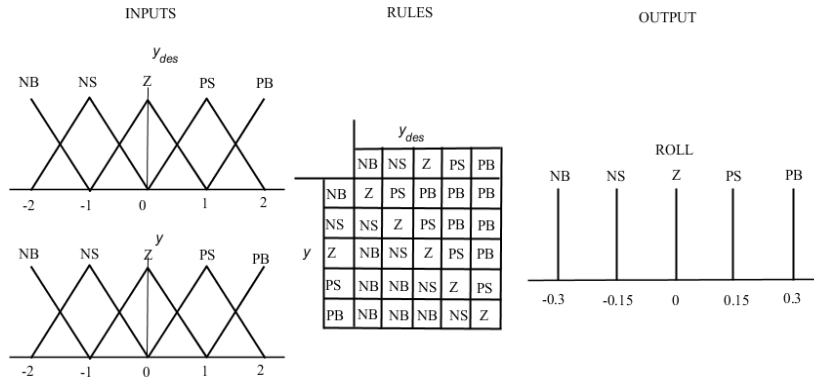 INPUTS
y des
NB NS Z PS PB
-2 -1 0 1 2
y
NB NS Z PS PB
-2 -1 0 1 2
RULES
y des
NB NS Z PS PB
NB Z PS PB PB PB
NS NS Z PS PB PB
y Z NB NS Z PS PB
PS NB NB NS Z PS
PB NB NB NB NS Z
OUTPUT
ROLL
NB NS Z PS PB
-0.3 -0.15 0 0.15 0.3